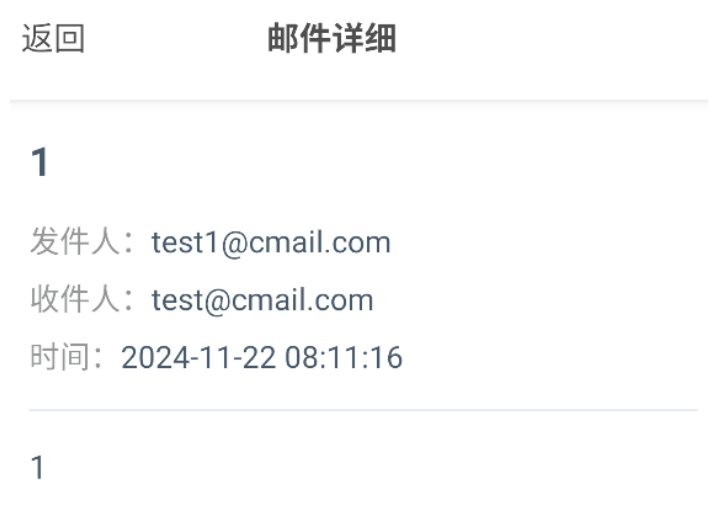 返回 邮件详细
1
发件人：test1@cmail.com
收件人：test@cmail.com
时间：2024-11-22 08:11:16
1